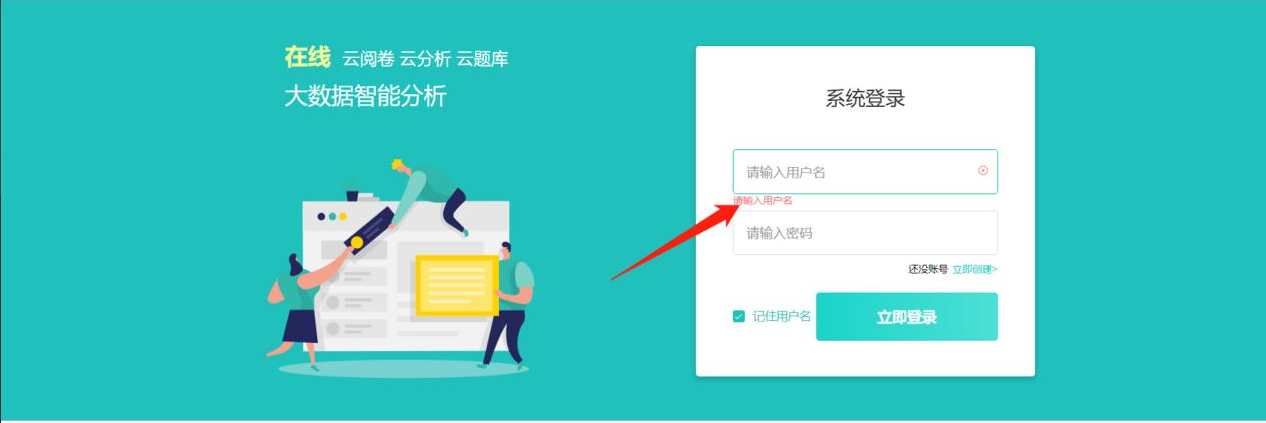 在线 云阅卷 云分析 云题库
大数据智能分析
系统登录
请输入用户名
请输入用户名
请输入密码
还没账号 立即创建>
记住用户名
立即登录